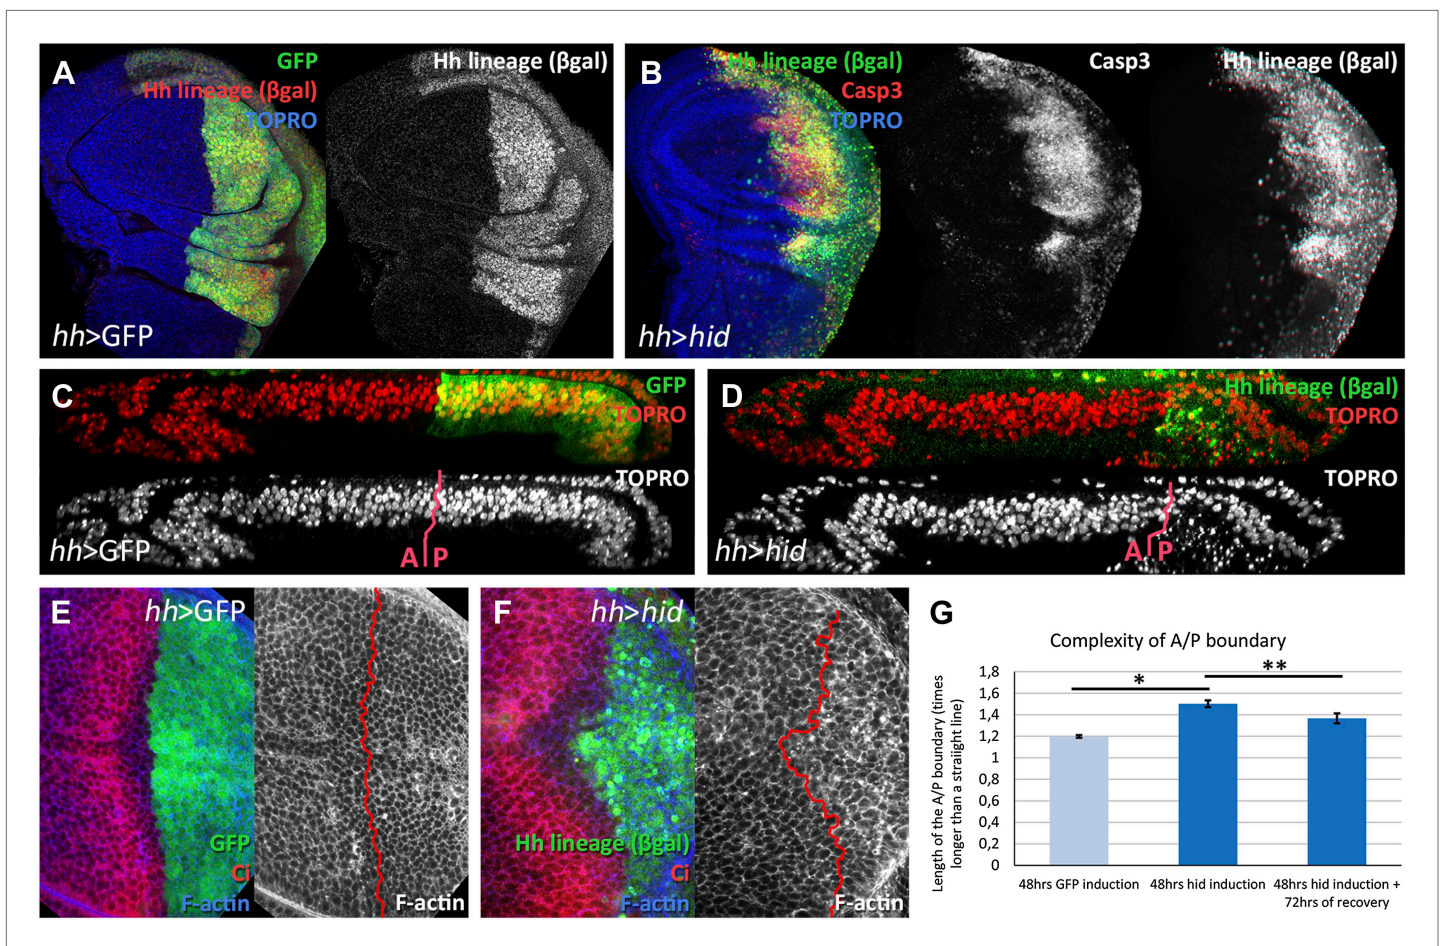 A
GFP
Hh lineage (βgal)
TOPRO
hh>GFP
Hh lineage (βgal)
B
Hh lineage (βgal)
Casp3
TOPRO
hh>hid
Casp3
Hh lineage (βgal)
C
GFP
TOPRO
TOPRO
hh>GFP
A P
D
Hh lineage (βgal)
TOPRO
TOPRO
hh>hid
A P
E
hh>GFP
GFP
Ci
F-actin
F-actin
F
hh>hid
Hh lineage (βgal)
Ci
F-actin
F-actin
G
Complexity of A/P boundary
Length of the A/P boundary (times
longer than a straiight line)
1,8
1,6
1,4
1,2
1
0,8
0,6
0,4
0,2
0
*
**
48hrs GFP induction
48hrs hid induction
48hrs hid induction +
72hrs of recovery